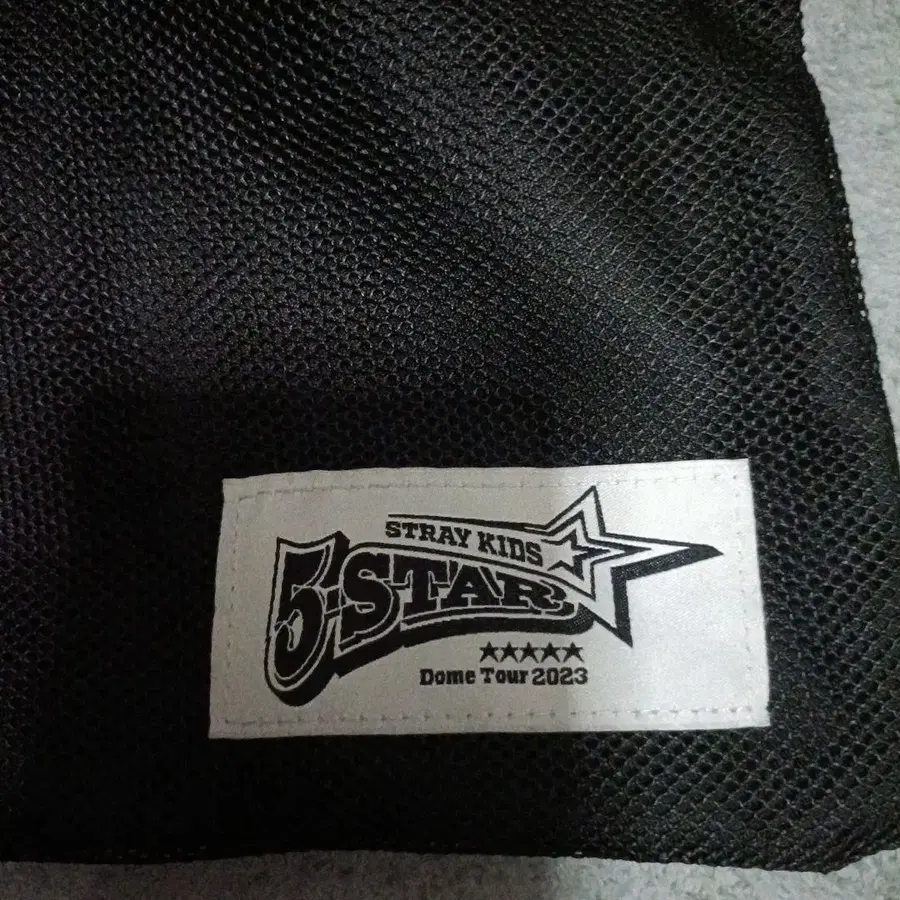 STRAY KIDS
5-STAR
★★★★★
Dome Tour 2023